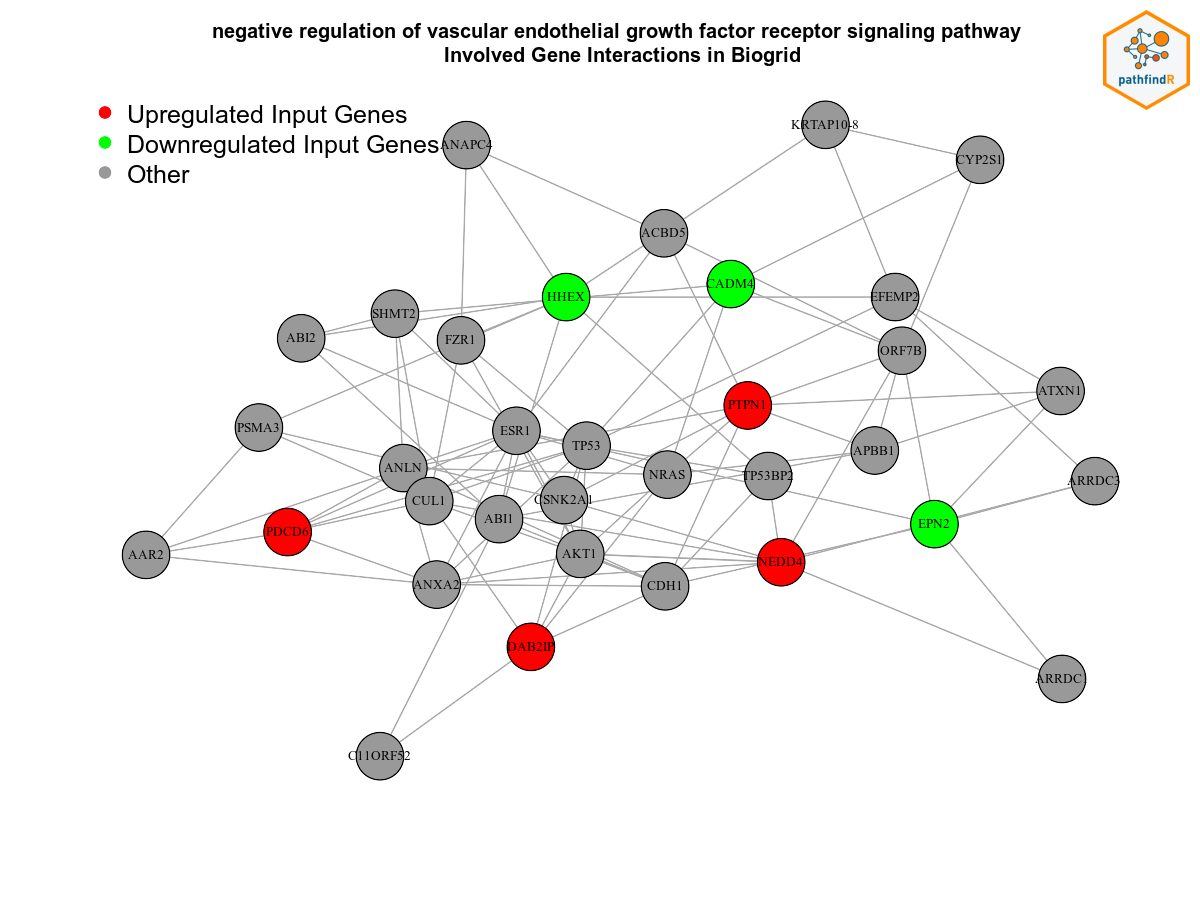 negative regulation of vascular endothelial growth factor receptor signaling pathway
Involved Gene Interactions in Biogrid
pathfindR
Upregulated Input Genes
Downregulated Input Genes
Other
KRTAP10-8
ANAPC4
CYP2S1
ACBD5
CADM4
HHEX
EFEMP2
SHMT2
ABI2
FZR1
ORF7B
ATXN1
PTPN1
PSMA3
ESR1
TP53
APBB1
ANLN
NRAS
TP53BP2
ARRDC3
CUL1
CSNK2A1
ABI1
EPN2
PDCD6
AAR2
AKT1
NEDD4
ANXA2
CDH1
DAB2IP
ARRDC
C11ORF52